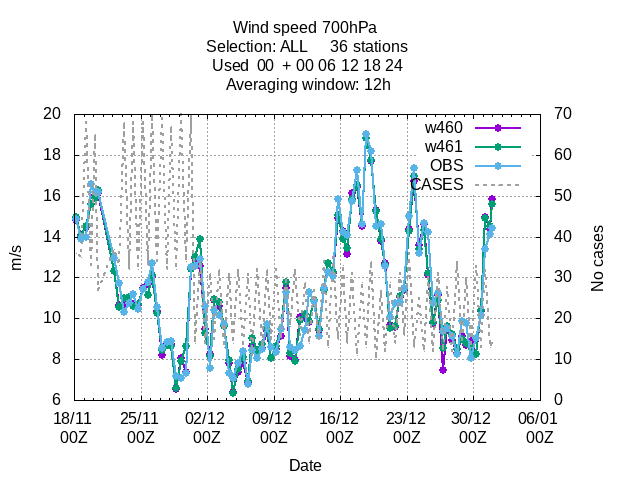 Wind speed 700hPa
Selection: ALL 36 stations
Used 00 + 00 06 12 18 24
Averaging window: 12h
20
18
16
14
12
10
8
6
m/s
70
60
50
40
30
20
10
0
No cases
w460
w461
OBS
CASES
18/11 25/11 02/12 09/12 16/12 23/12 30/12 06/01
00Z 00Z 00Z 00Z 00Z 00Z 00Z 00Z
Date